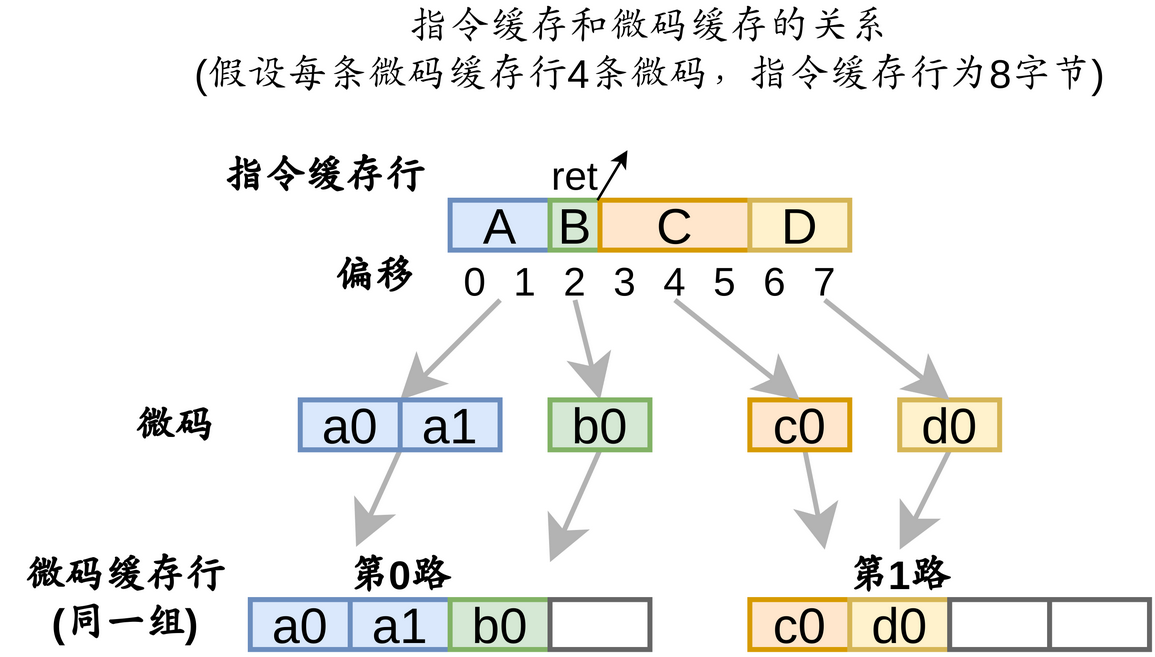 指令缓存和微码缓存的关系
(假设每条微码缓存行4条微码，指令缓存行为8字节)
指令缓存行
ret
A B C D
偏移
0 1 2 3 4 5 6 7
微码
a0 a1 b0 c0 d0
微码缓存行
(同一组)
第0路
第1路
a0 a1 b0
c0 d0